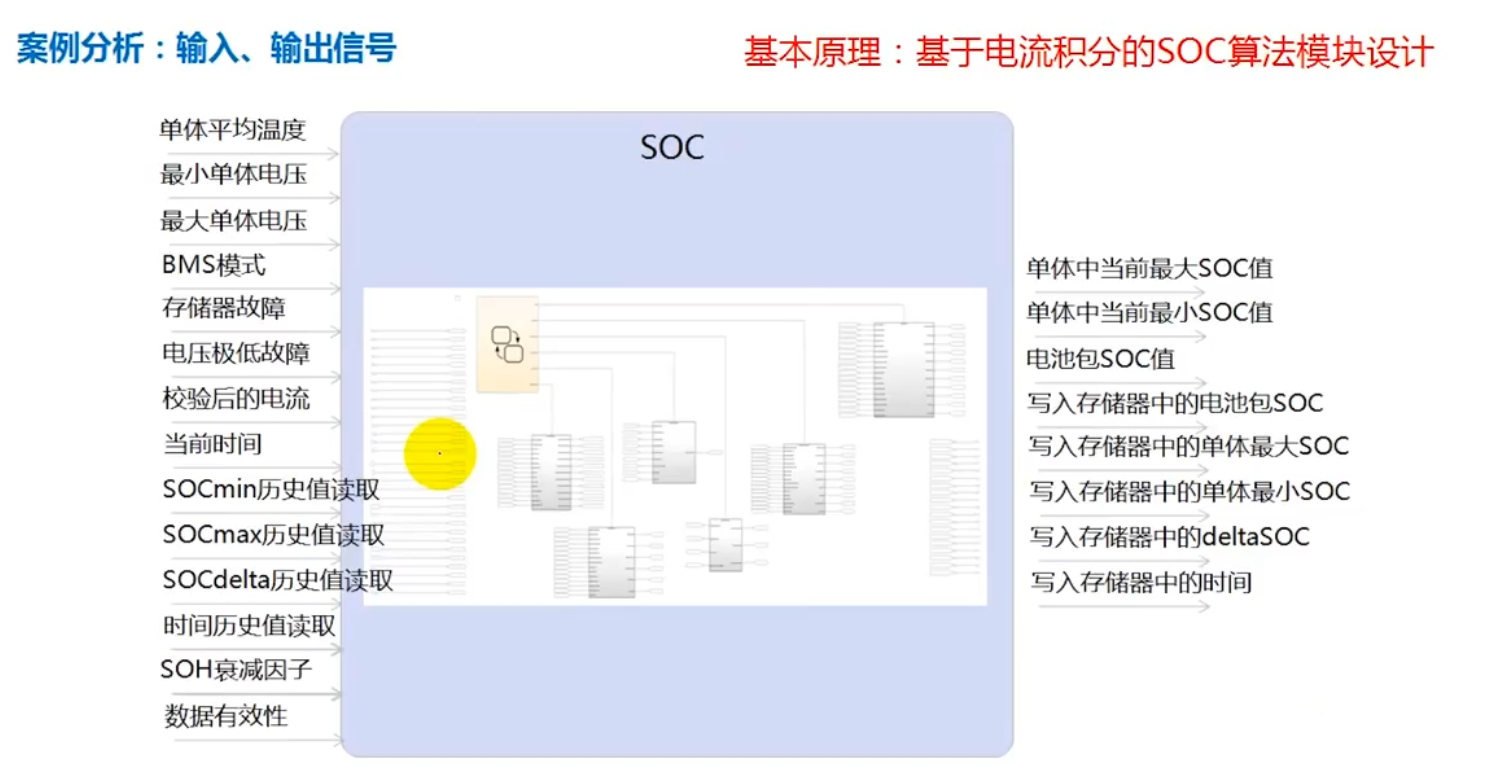 案例分析：输入、输出信号
基本原理：基于电流积分的SOC算法模块设计
SOC
单体平均温度
最小单体电压
最大单体电压
BMS模式
存储器故障
电压极低故障
校验后的电流
当前时间
SOCmin历史值读取
SOCmax历史值读取
SOCdelta历史值读取
时间历史值读取
SOH衰减因子
数据有效性
单体中当前最大SOC值
单体中当前最小SOC值
电池包SOC值
写入存储器中的电池包SOC
写入存储器中的单体最大SOC
写入存储器中的单体最小SOC
写入存储器中的deltaSOC
写入存储器中的时间